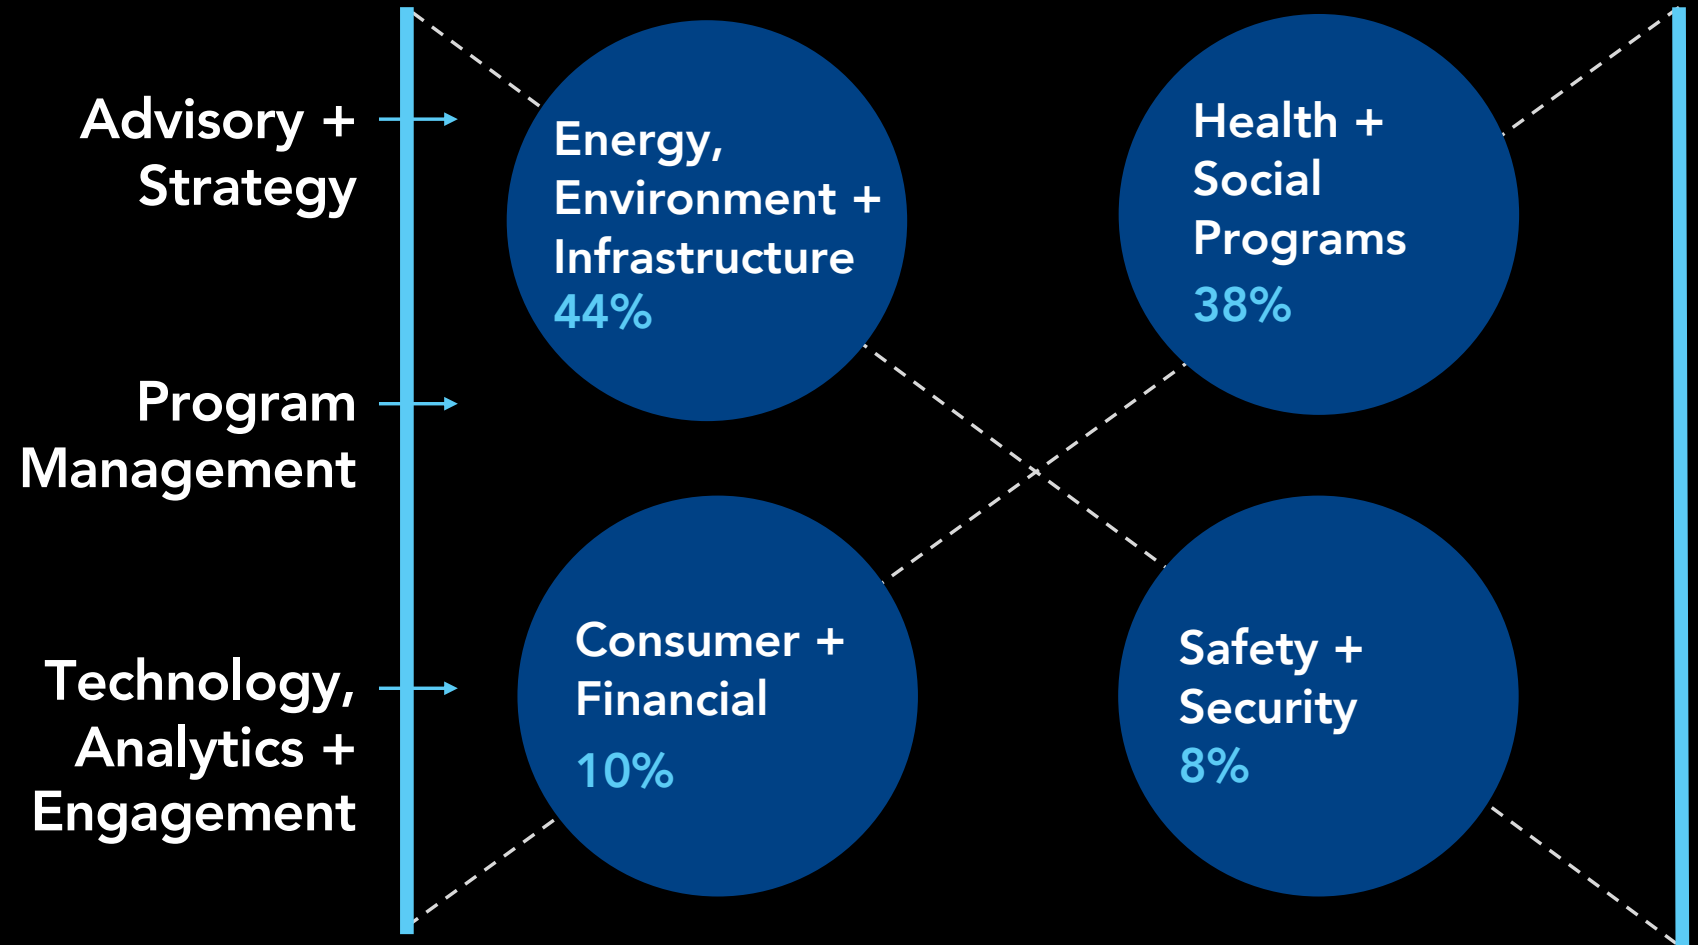 Advisory +
Strategy
Program
Management
Technology,
Analytics +
Engagement
Energy,
Environment +
Infrastructure
44%
Health +
Social
Programs
38%
Consumer +
Financial
10%
Safety +
Security
8%